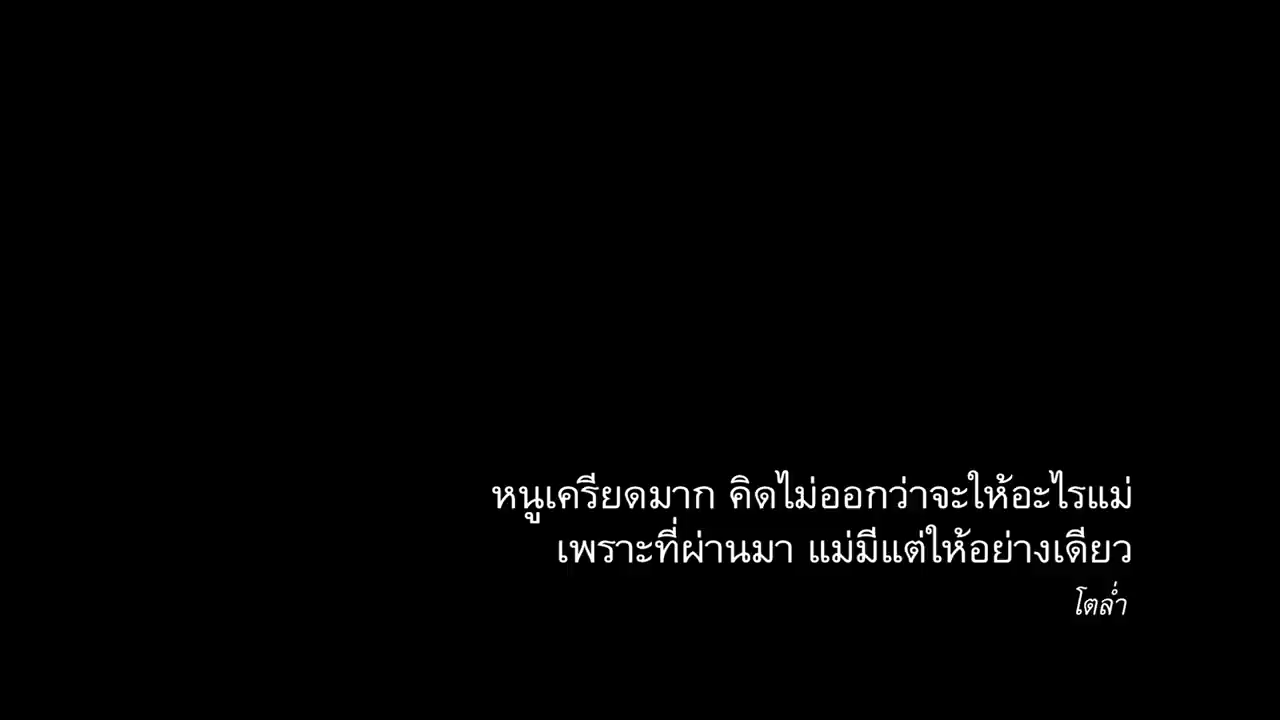 หนูเครียดมาก คิดไม่ออกว่าจะให้อะไรแม่
เพราะที่ผ่านมา แม่มีแต่ให้อย่างเดียว
โตล่ำ